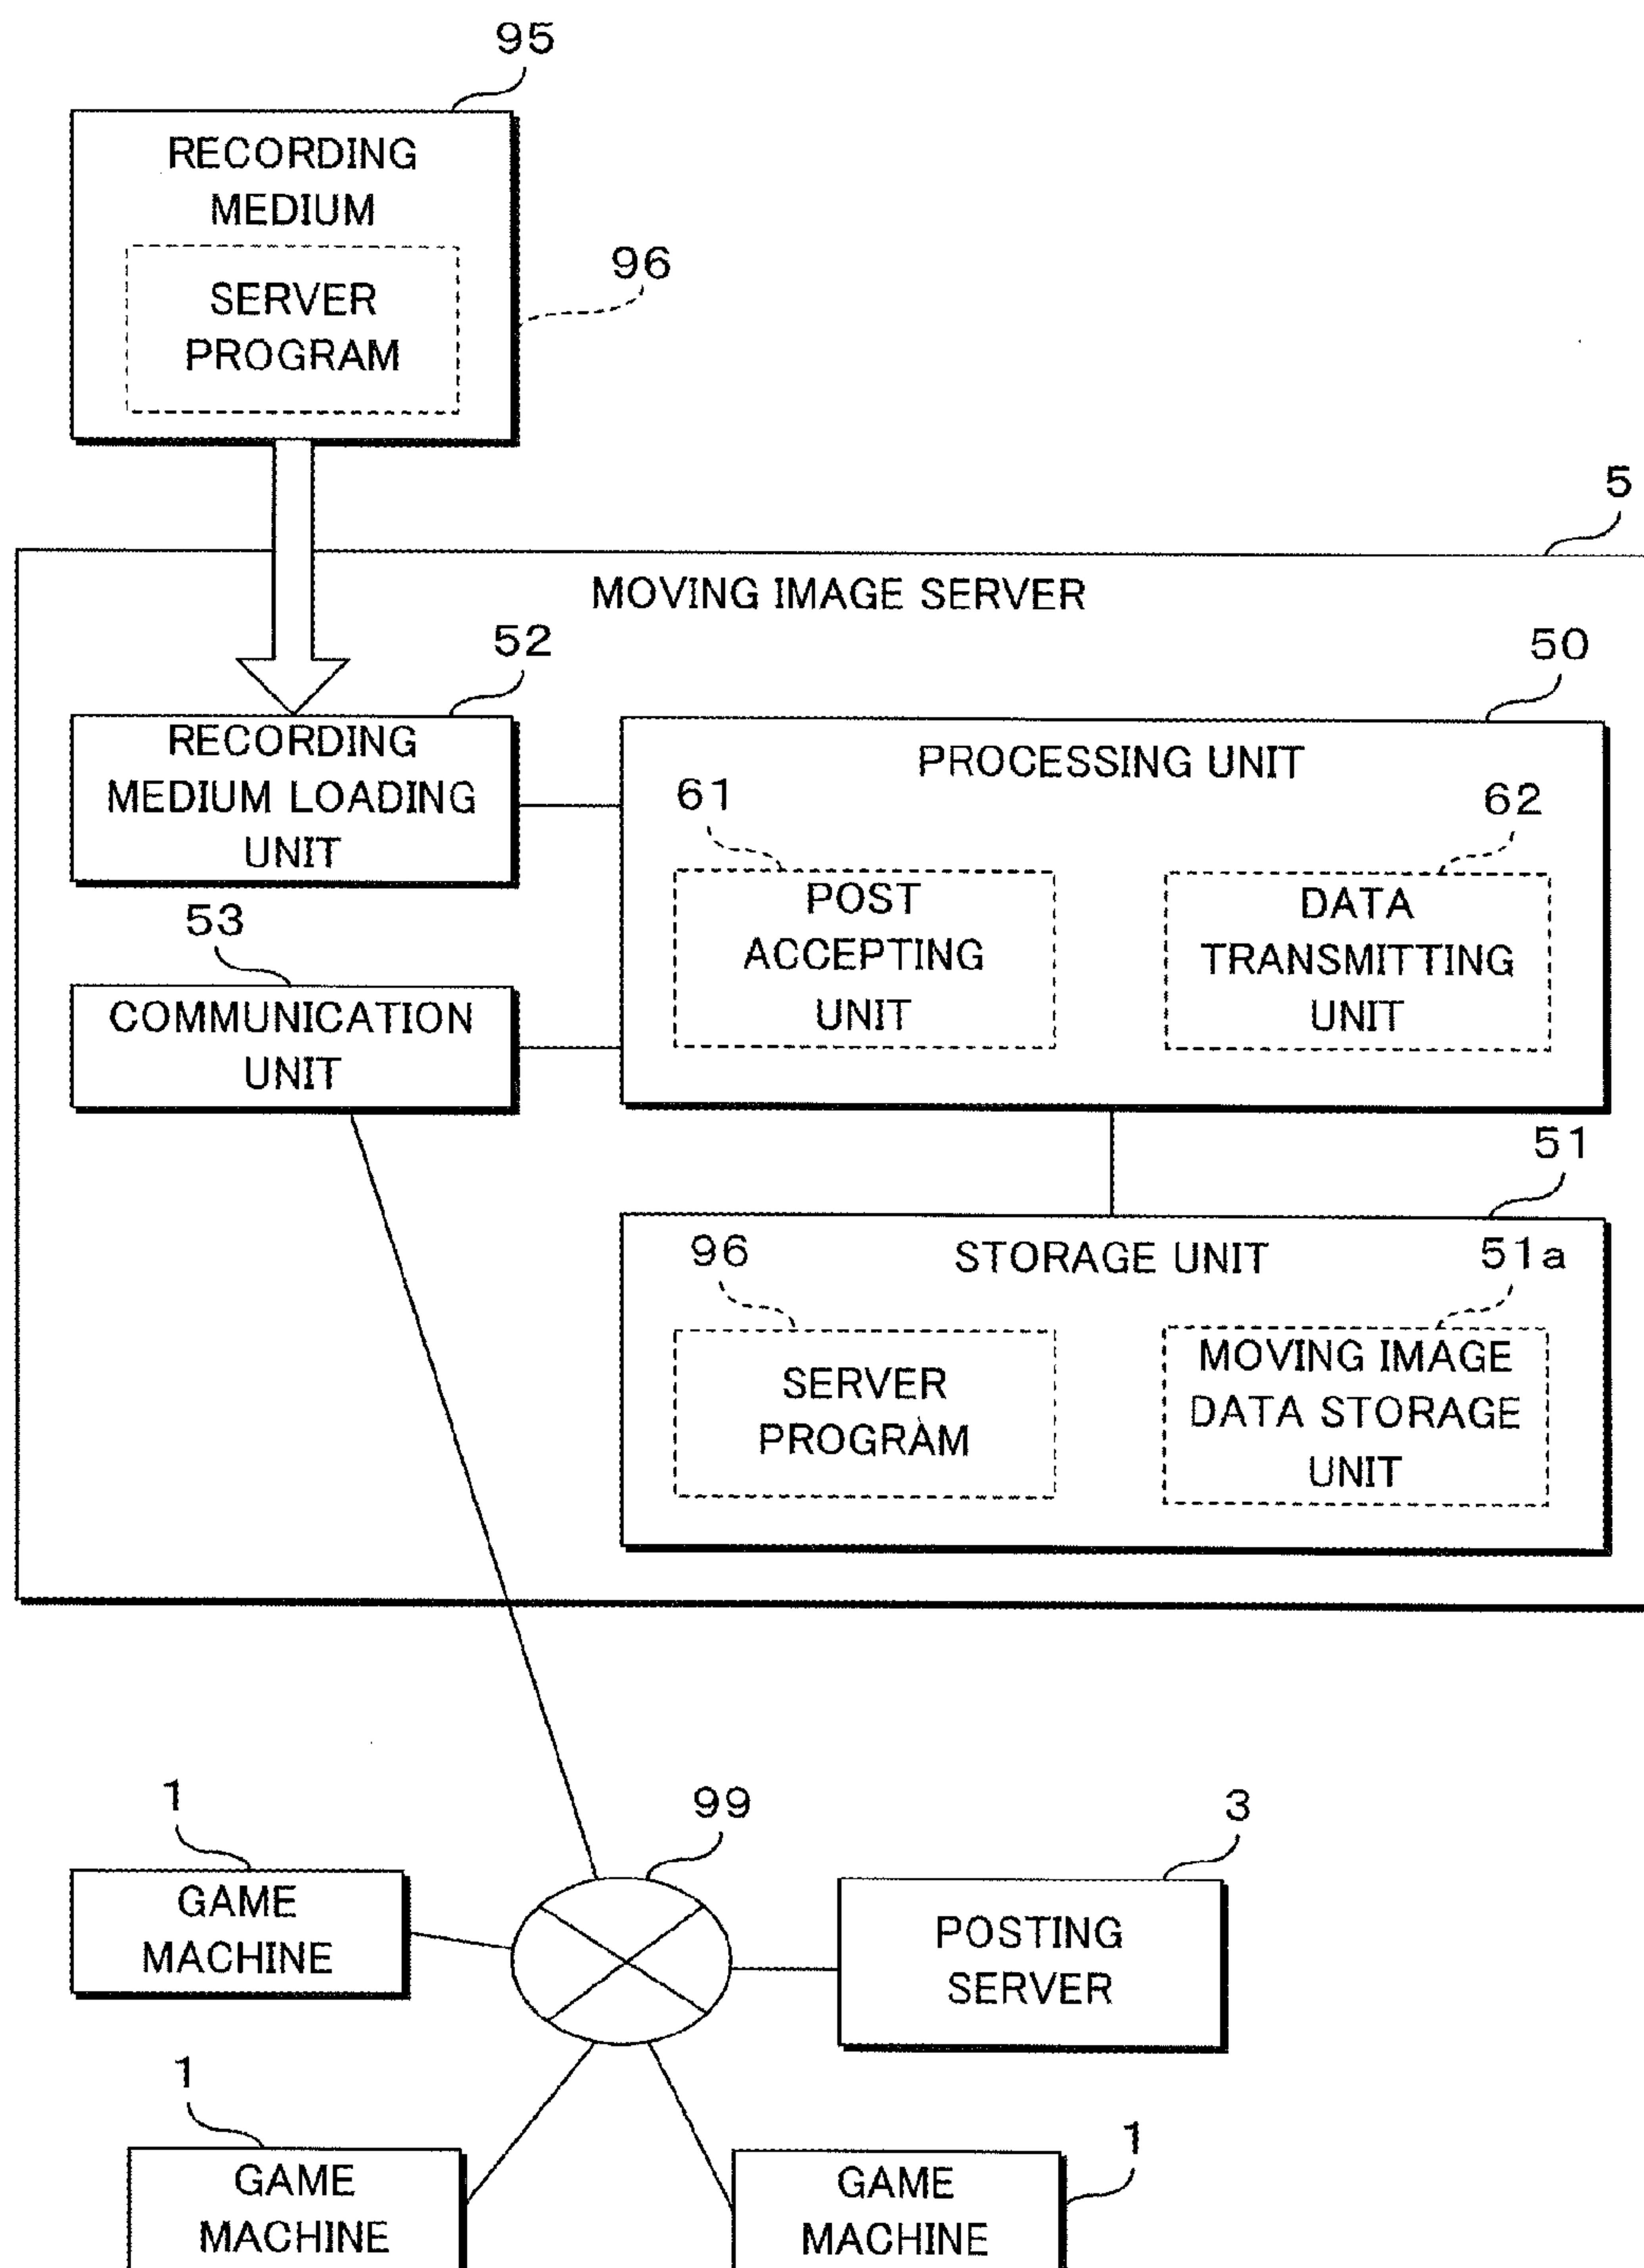 95
RECORDING
MEDIUM
96
SERVER
PROGRAM
5
MOVING IMAGE SERVER
52
50
RECORDING
MEDIUM LOADING
UNIT
PROCESSING UNIT
61
62
POST
ACCEPTING
UNIT
DATA
TRANSMITTING
UNIT
53
COMMUNICATION
UNIT
51
STORAGE UNIT
96
51a
SERVER
PROGRAM
MOVING IMAGE
DATA STORAGE
UNIT
1
99
3
GAME
MACHINE
POSTING
SERVER
1
GAME
MACHINE
1
GAME
MACHINE